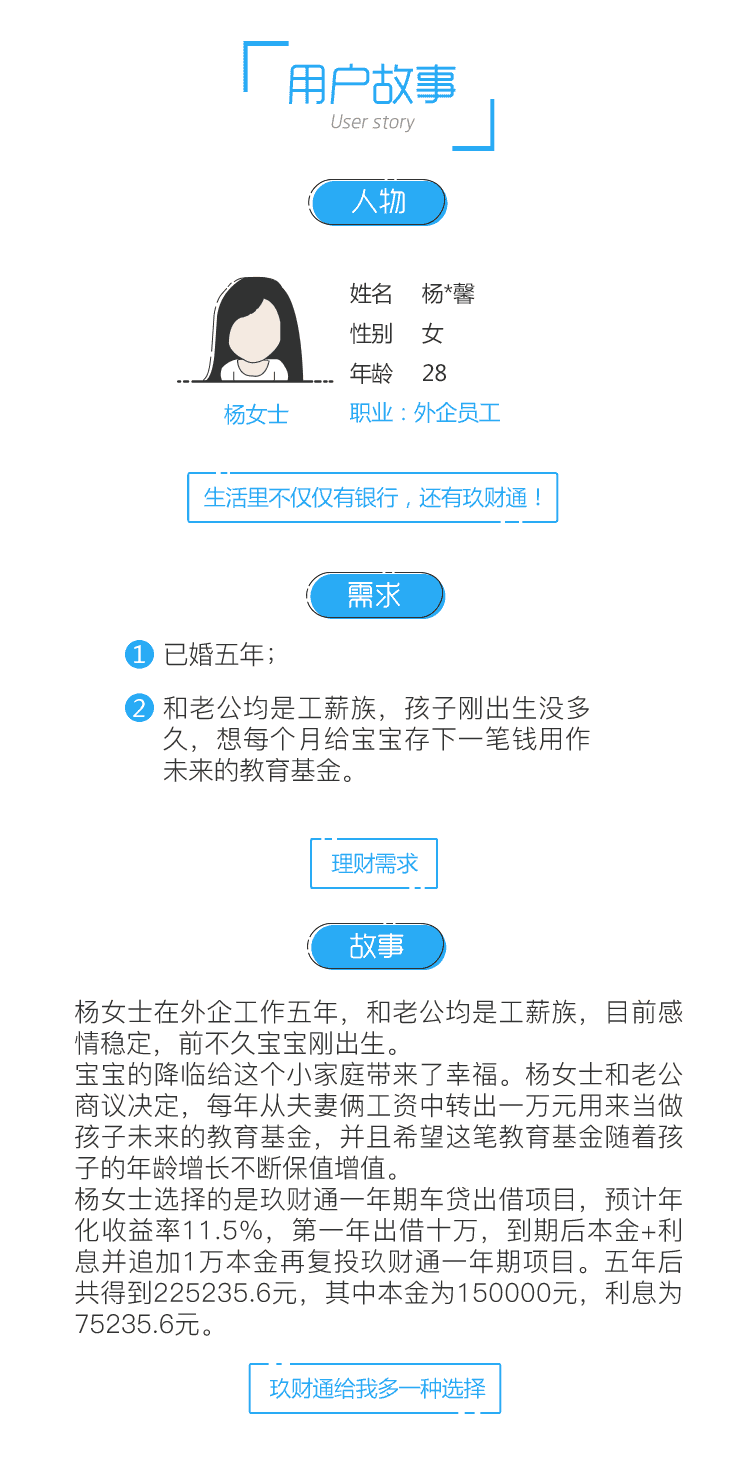 用户故事
User story
人物
姓名 杨*馨
性别 女
年龄 28
杨女士 职业：外企员工
生活里不仅仅有银行，还有玖财通！
需求
1 已婚五年；
2 和老公均是工薪族，孩子刚出生没多
久，想每个月给宝宝存下一笔钱用作
未来的教育基金。
理财需求
故事
杨女士在外企工作五年，和老公均是工薪族，目前感
情稳定，前不久宝宝刚出生。
宝宝的降临给这个小家庭带来了幸福。杨女士和老公
商议决定，每年从夫妻俩工资中转出一万元用来当做
孩子未来的教育基金，并且希望这笔教育基金随着孩
子的年龄增长不断保值增值。
杨女士选择的是玖财通一年期车贷出借项目，预计年
化收益率11.5%，第一年出借十万，到期后本金+利
息并追加1万本金再复投玖财通一年期项目。五年后
共得到225235.6元，其中本金为150000元，利息为
75235.6元。
玖财通给我多一种选择